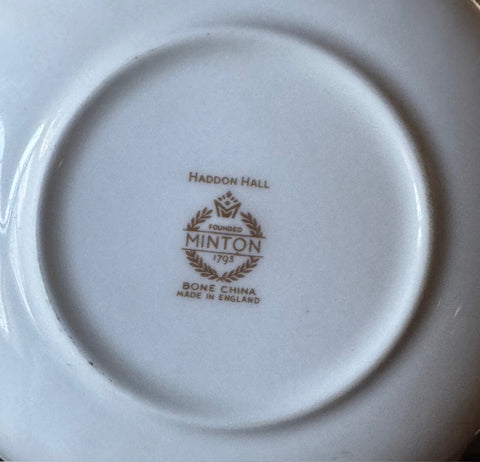 HADDON HALL
FOUNDED
MINTON
1793
BONE CHINA
MADE IN ENGLAND